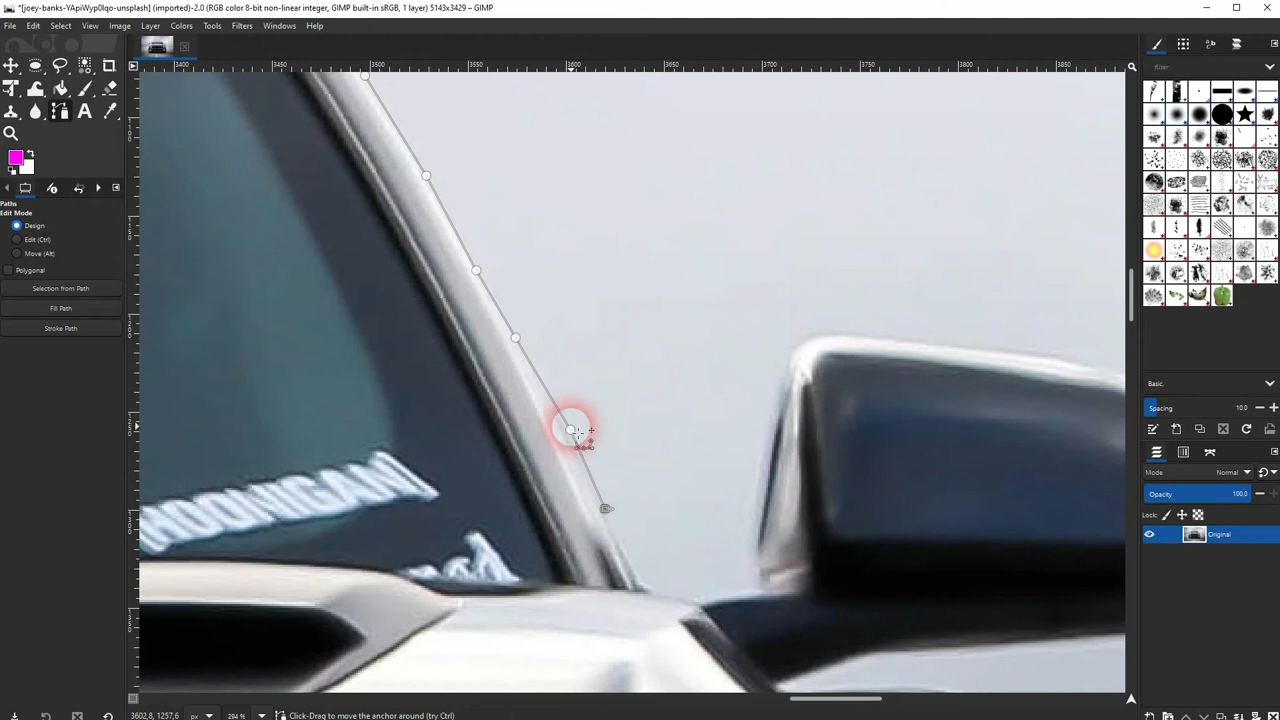 *[joey-banks-YApiWyp0lqo-unsplash] (imported)-2.0 (RGB color 8-bit non-linear integer, GIMP built-in sRGB, 1 layer) 5143x3429 – GIMP
File Edit Select View Image Layer Colors Tools Filters Windows Help
3400 3450 3500 3550 3600 3650 3700 3750 3800 3850
filter
Paths
Edit Mode
Design
Edit (Ctrl)
Move (Alt)
Polygonal
Selection from Path
Fill Path
Stroke Path
HOONIGAN
Basic,
Spacing 10,0
Mode Normal
Opacity 100,0
Lock:
Original
3602,8, 1257,6 px 294 % Click-Drag to move the anchor around (try Ctrl)